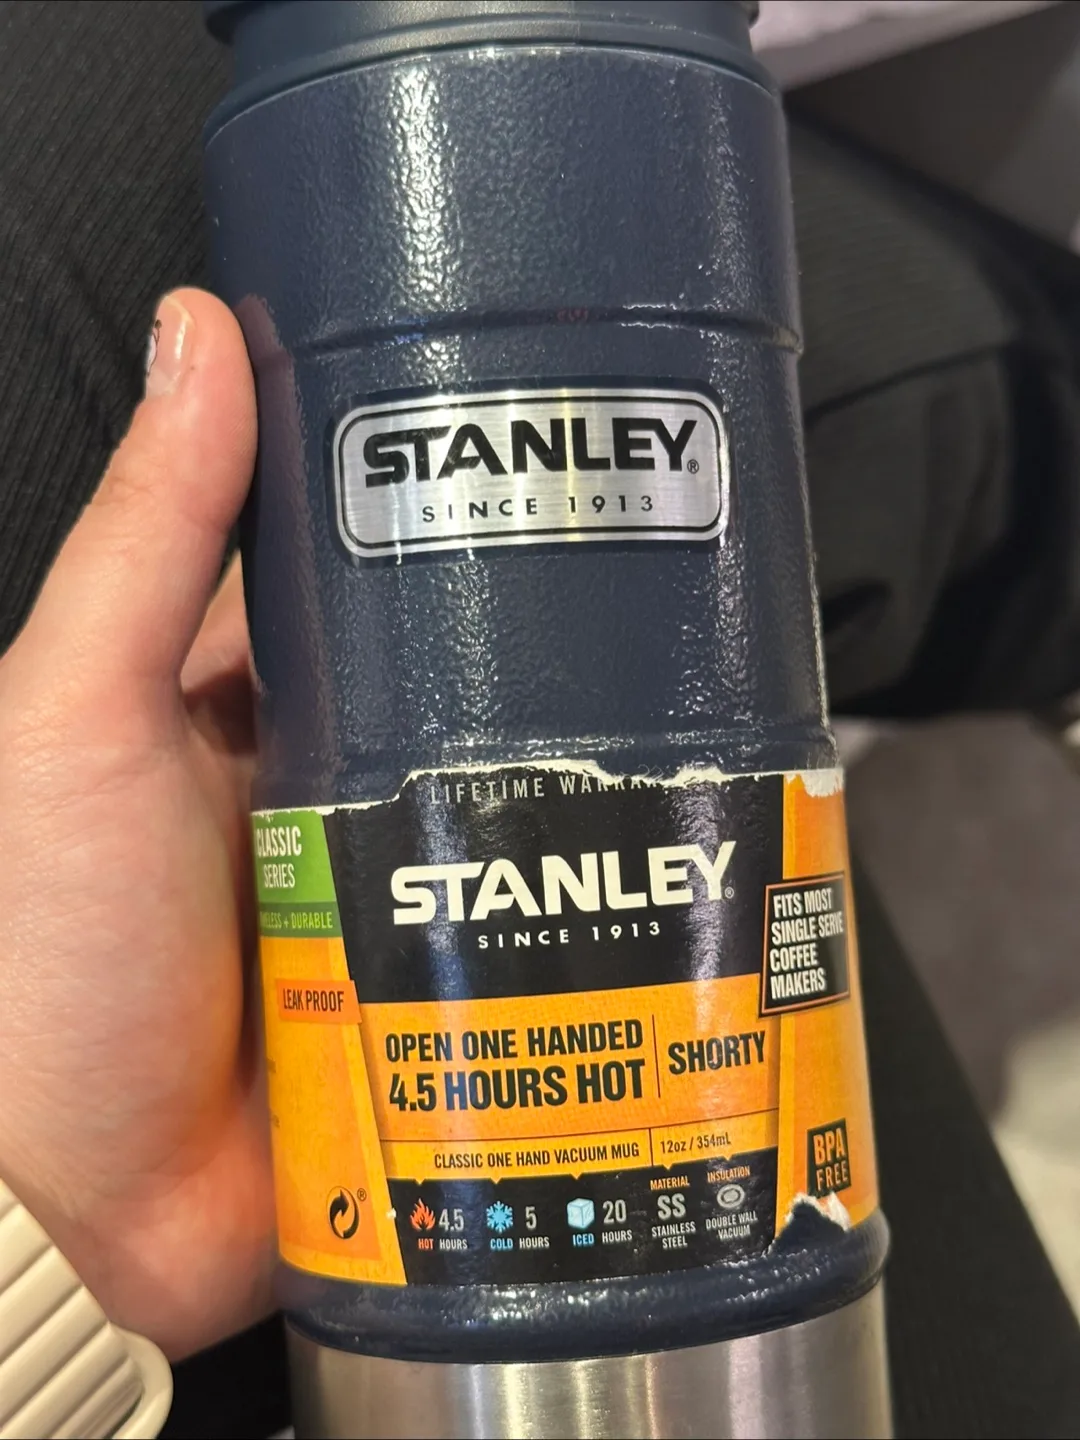 STANLEY®
SINCE 1913
LIFETIME
CLASSIC
SERIES
+ DURABLE
LEAK PROOF
STANLEY®
SINCE 1913
FITS MOST
SINGLE SERVE
COFFEE
MAKERS
OPEN ONE HANDED
4.5 HOURS HOT
SHORTY
CLASSIC ONE HAND VACUUM MUG
12oz / 354mL
BPA
FREE
®
4.5
HOT HOURS
5
COLD HOURS
20
ICED HOURS
MATERIAL
SS
STAINLESS
STEEL
INSULATION
DOUBLE WALL
VACUUM